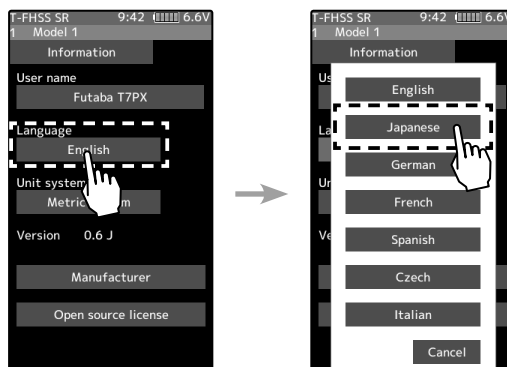 T-FHSS SR 9:42 6.6V
1 Model 1
Information
User name
Futaba T7PX
Language
English
Unit system
Metric
Version 0.6 J
Manufacturer
Open source license
T-FHSS SR 9:42 6.6V
1 Model 1
Information
English
Japanese
German
French
Spanish
Czech
Italian
Cancel